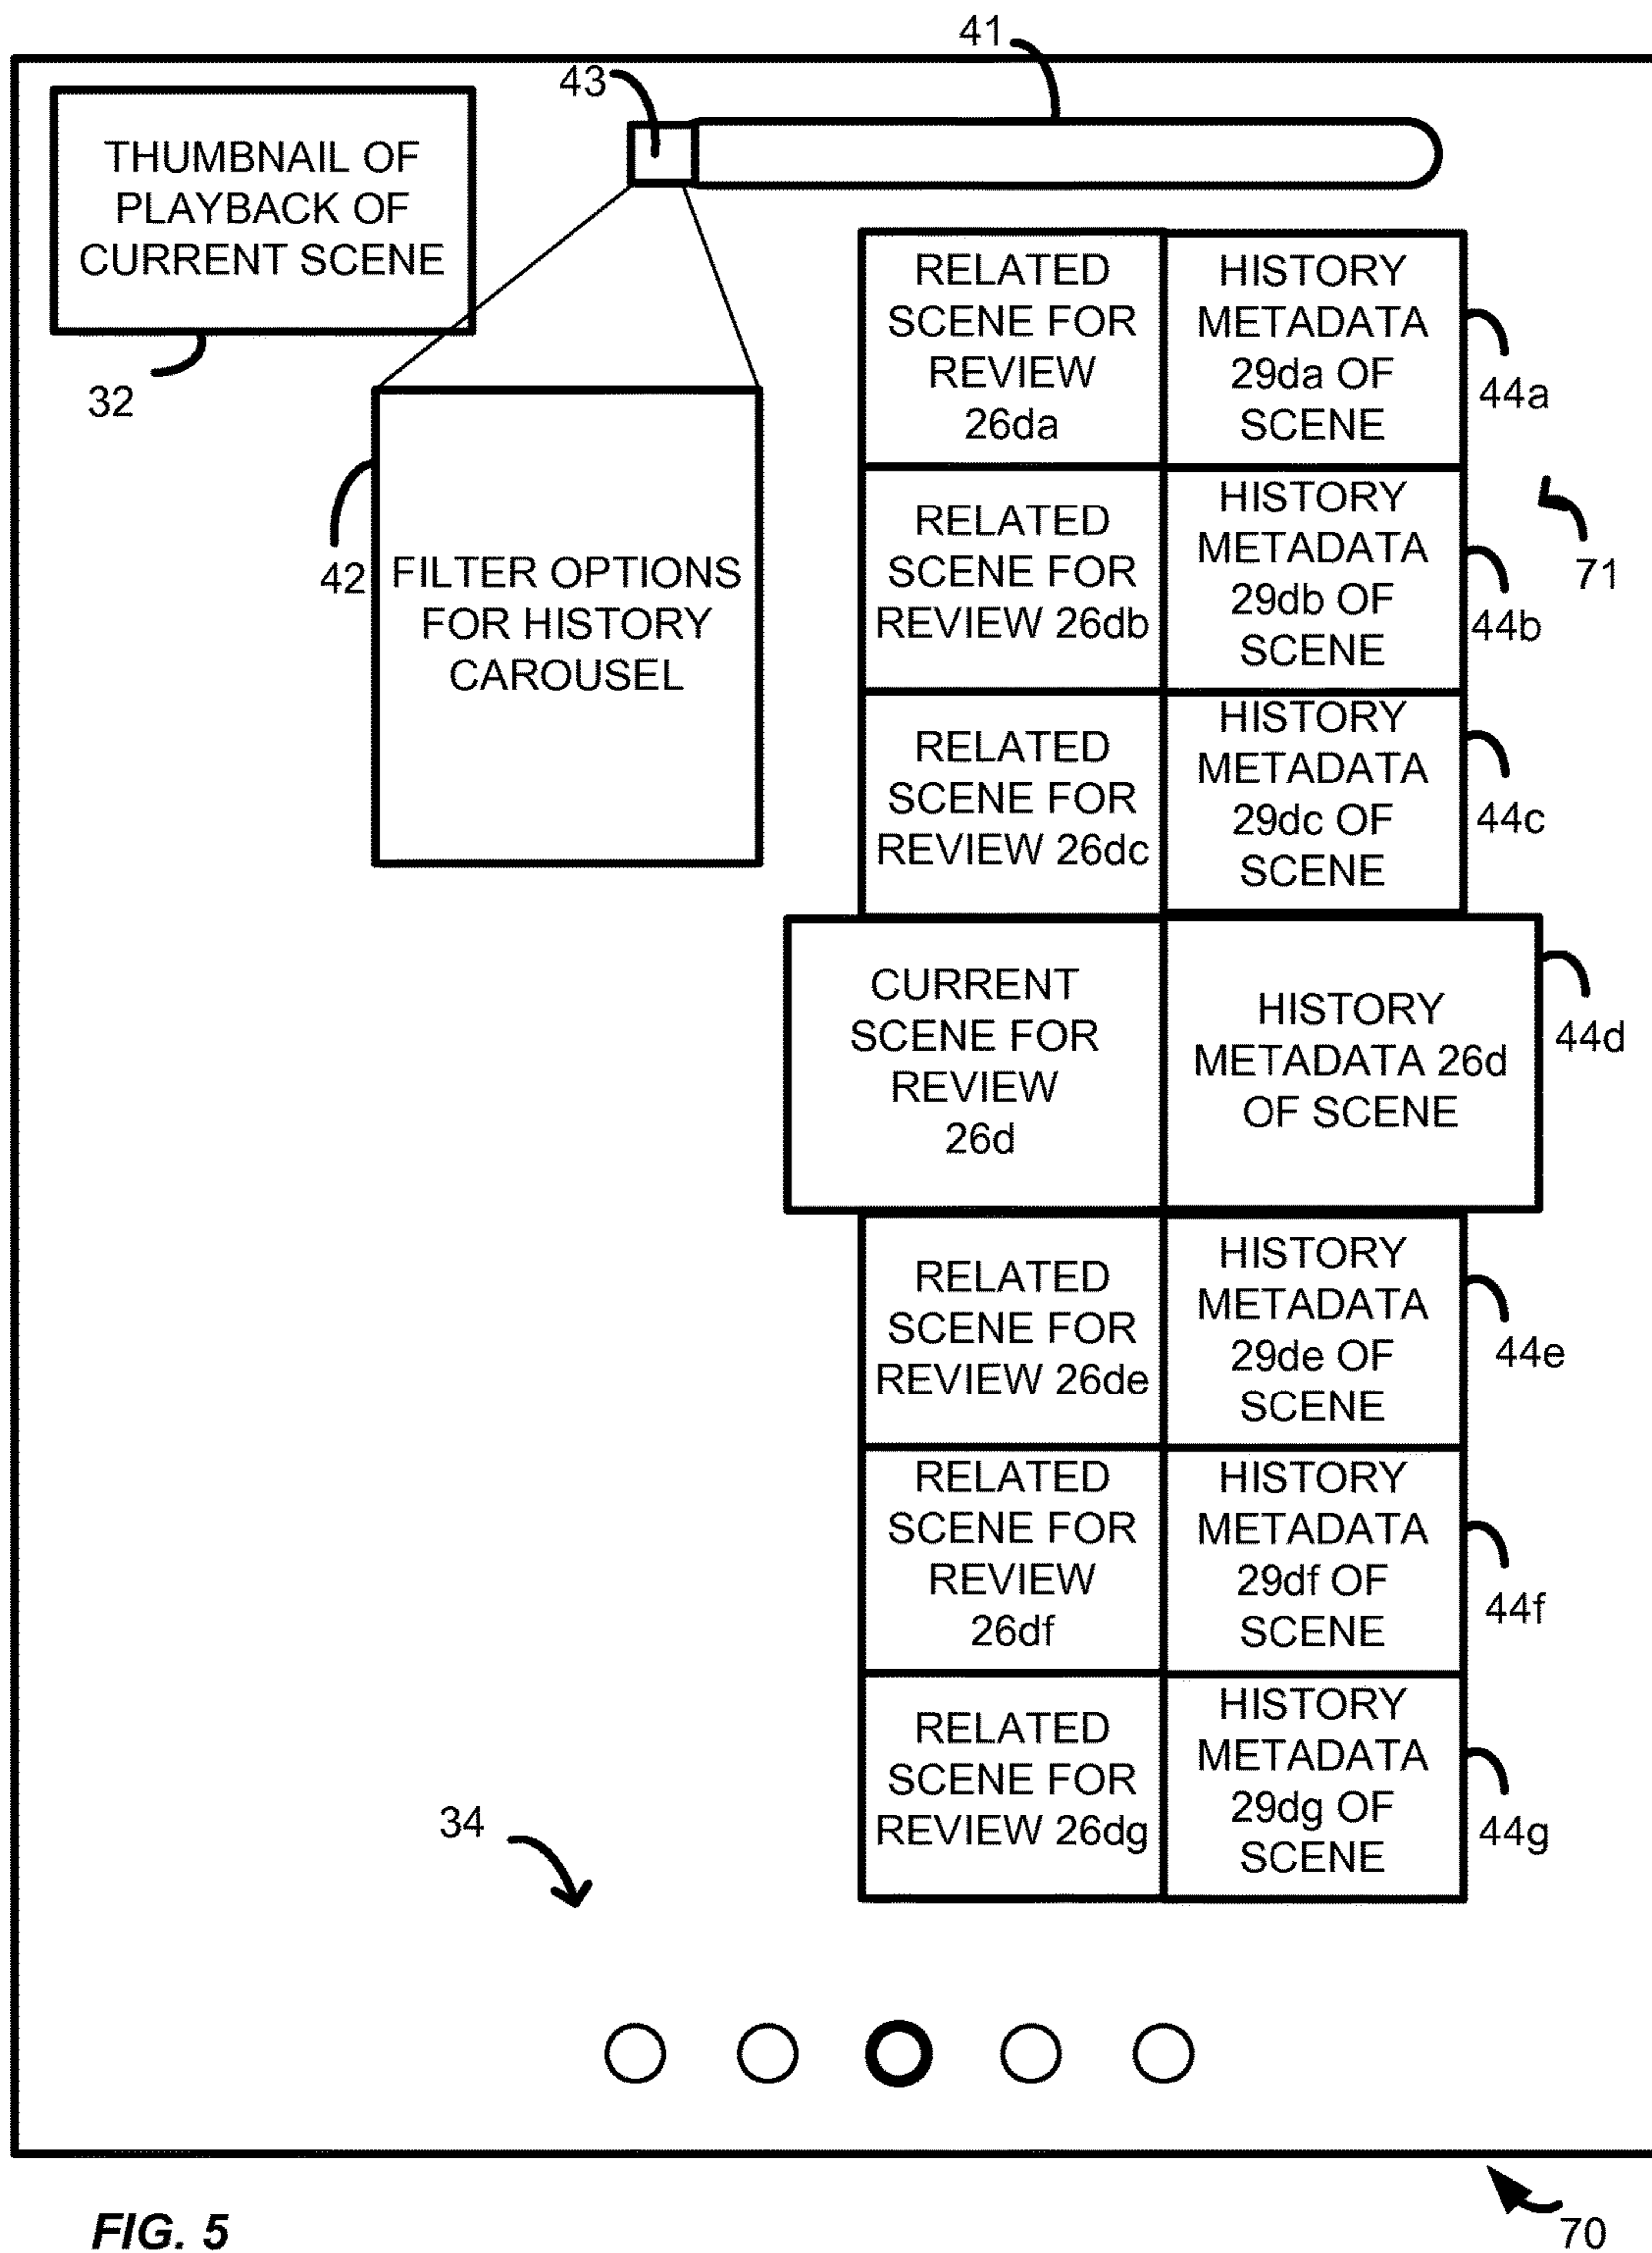 41
43
THUMBNAIL OF
PLAYBACK OF
CURRENT SCENE
32
42
FILTER OPTIONS
FOR HISTORY
CAROUSEL
RELATED
SCENE FOR
REVIEW
26da
HISTORY
METADATA
29da OF
SCENE
44a
RELATED
SCENE FOR
REVIEW 26db
HISTORY
METADATA
29db OF
SCENE
44b
71
RELATED
SCENE FOR
REVIEW 26dc
HISTORY
METADATA
29dc OF
SCENE
44c
CURRENT
SCENE FOR
REVIEW
26d
HISTORY
METADATA 26d
OF SCENE
44d
RELATED
SCENE FOR
REVIEW 26de
HISTORY
METADATA
29de OF
SCENE
44e
RELATED
SCENE FOR
REVIEW
26df
HISTORY
METADATA
29df OF
SCENE
44f
RELATED
SCENE FOR
REVIEW 26dg
HISTORY
METADATA
29dg OF
SCENE
44g
34
FIG. 5
70